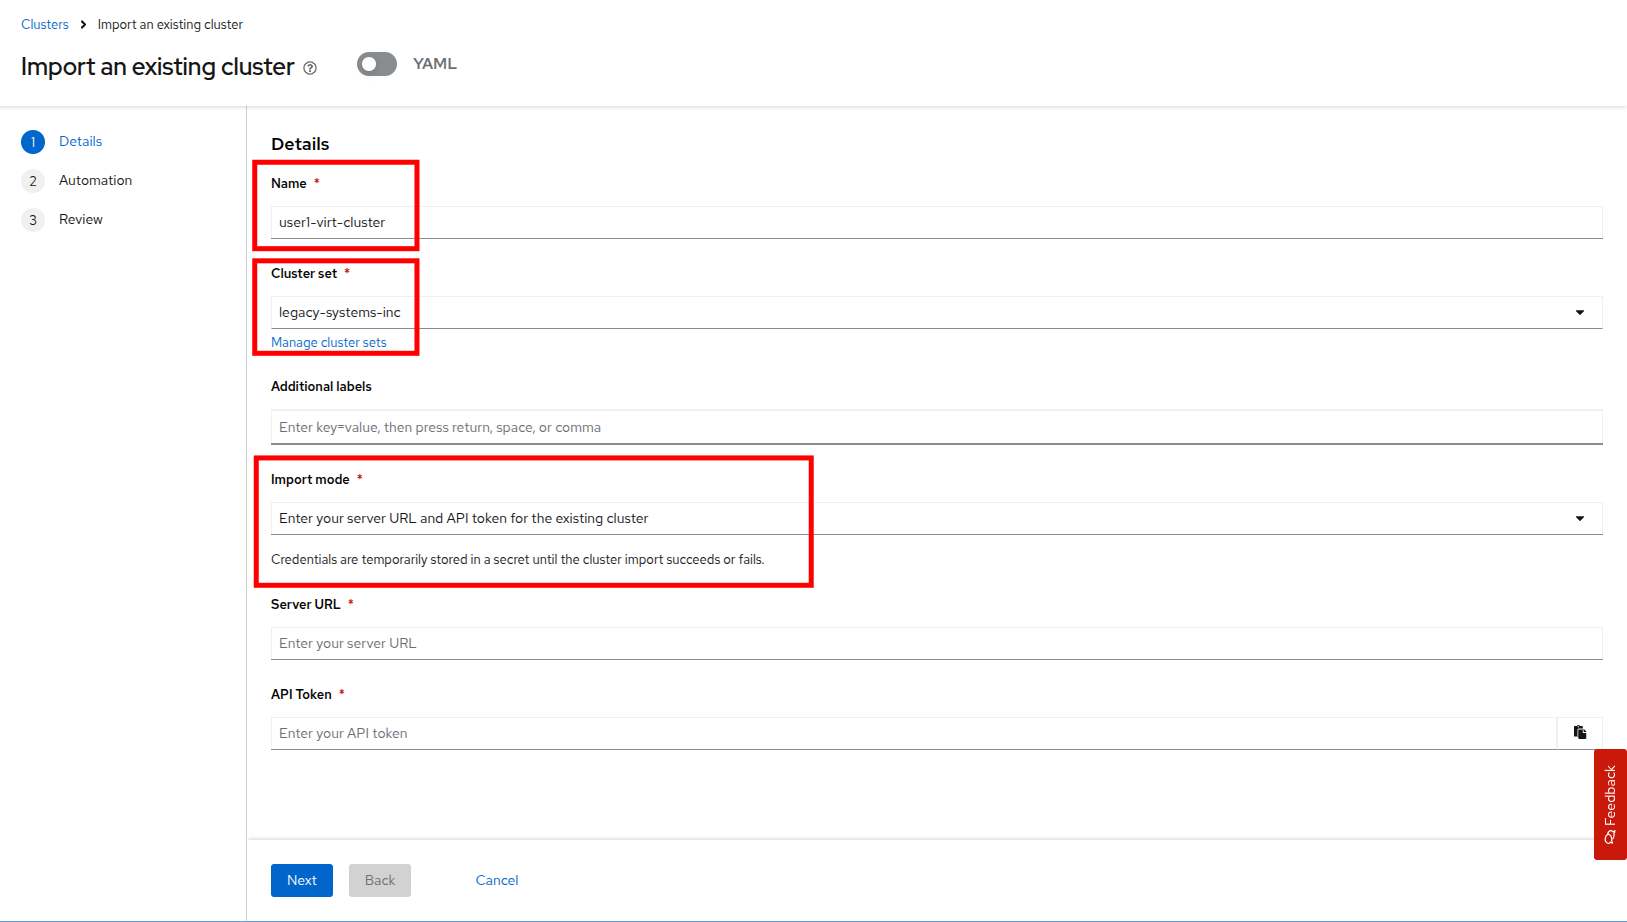 Clusters > Import an existing cluster
Import an existing cluster
YAML
1 Details
2 Automation
3 Review
Details
Name *
user1-virt-cluster
Cluster set *
legacy-systems-inc
Manage cluster sets
Additional labels
Enter key=value, then press return, space, or comma
Import mode *
Enter your server URL and API token for the existing cluster
Credentials are temporarily stored in a secret until the cluster import succeeds or fails.
Server URL *
Enter your server URL
API Token *
Enter your API token
Feedback
Next Back Cancel